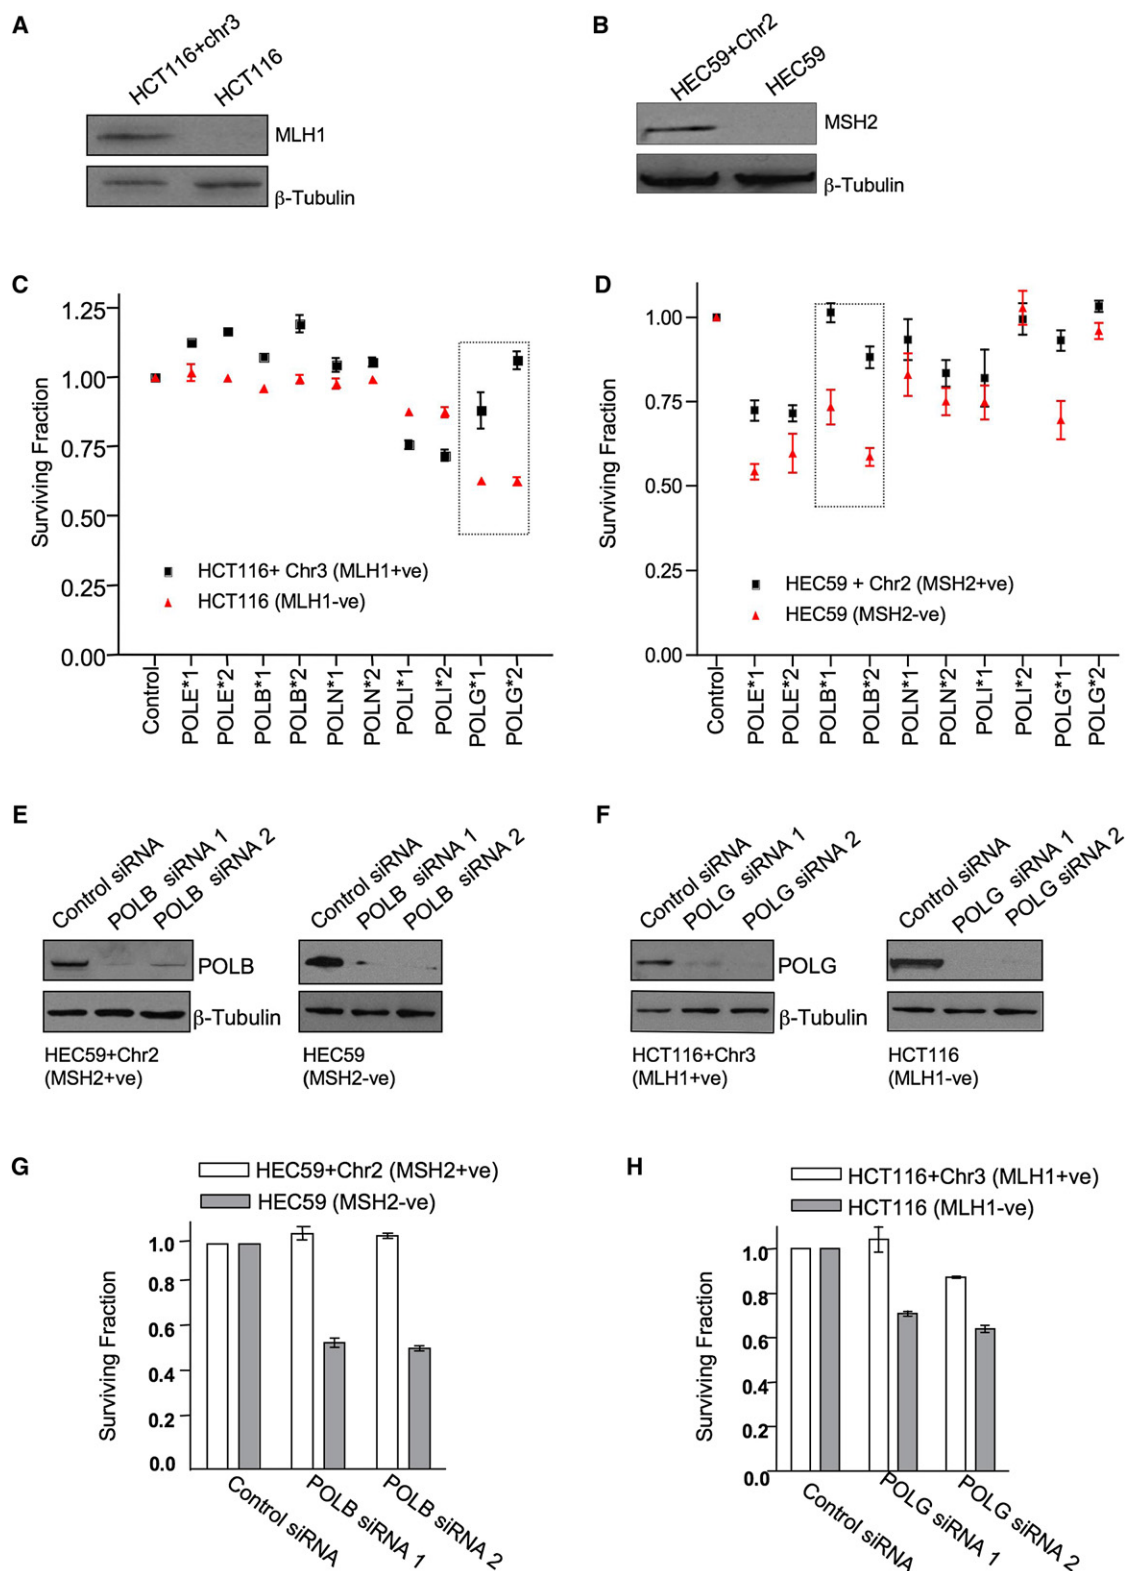 A
HCT116+chr3
HCT116
MLH1
β-Tubulin
B
HEC59+Chr2
HEC59
MSH2
β-Tubulin
C
Surviving Fraction
1.25
1.00
0.75
0.50
0.25
0.00
HCT116+ Chr3 (MLH1+ve)
HCT116 (MLH1-ve)
Control
POLE*1
POLE*2
POLB*1
POLB*2
POLN*1
POLN*2
POLI*1
POLI*2
POLG*1
POLG*2
D
Surviving Fraction
1.00
0.75
0.50
0.25
0.00
HEC59 + Chr2 (MSH2+ve)
HEC59 (MSH2-ve)
Control
POLE*1
POLE*2
POLB*1
POLB*2
POLN*1
POLN*2
POLI*1
POLI*2
POLG*1
POLG*2
E
Control siRNA
POLB siRNA 1
POLB siRNA 2
POLB
β-Tubulin
HEC59+Chr2
(MSH2+ve)
Control siRNA
POLB siRNA 1
POLB siRNA 2
HEC59
(MSH2-ve)
F
Control siRNA
POLG siRNA 1
POLG siRNA 2
POLG
β-Tubulin
HCT116+Chr3
(MLH1+ve)
Control siRNA
POLG siRNA 1
POLG siRNA 2
HCT116
(MLH1-ve)
G
HEC59+Chr2 (MSH2+ve)
HEC59 (MSH2-ve)
Surviving Fraction
1.0
0.8
0.6
0.4
0.2
0.0
Control siRNA
POLB siRNA 1
POLB siRNA 2
H
HCT116+Chr3 (MLH1+ve)
HCT116 (MLH1-ve)
Surviving Fraction
1.0
0.8
0.6
0.4
0.2
0.0
Control siRNA
POLG siRNA 1
POLG siRNA 2